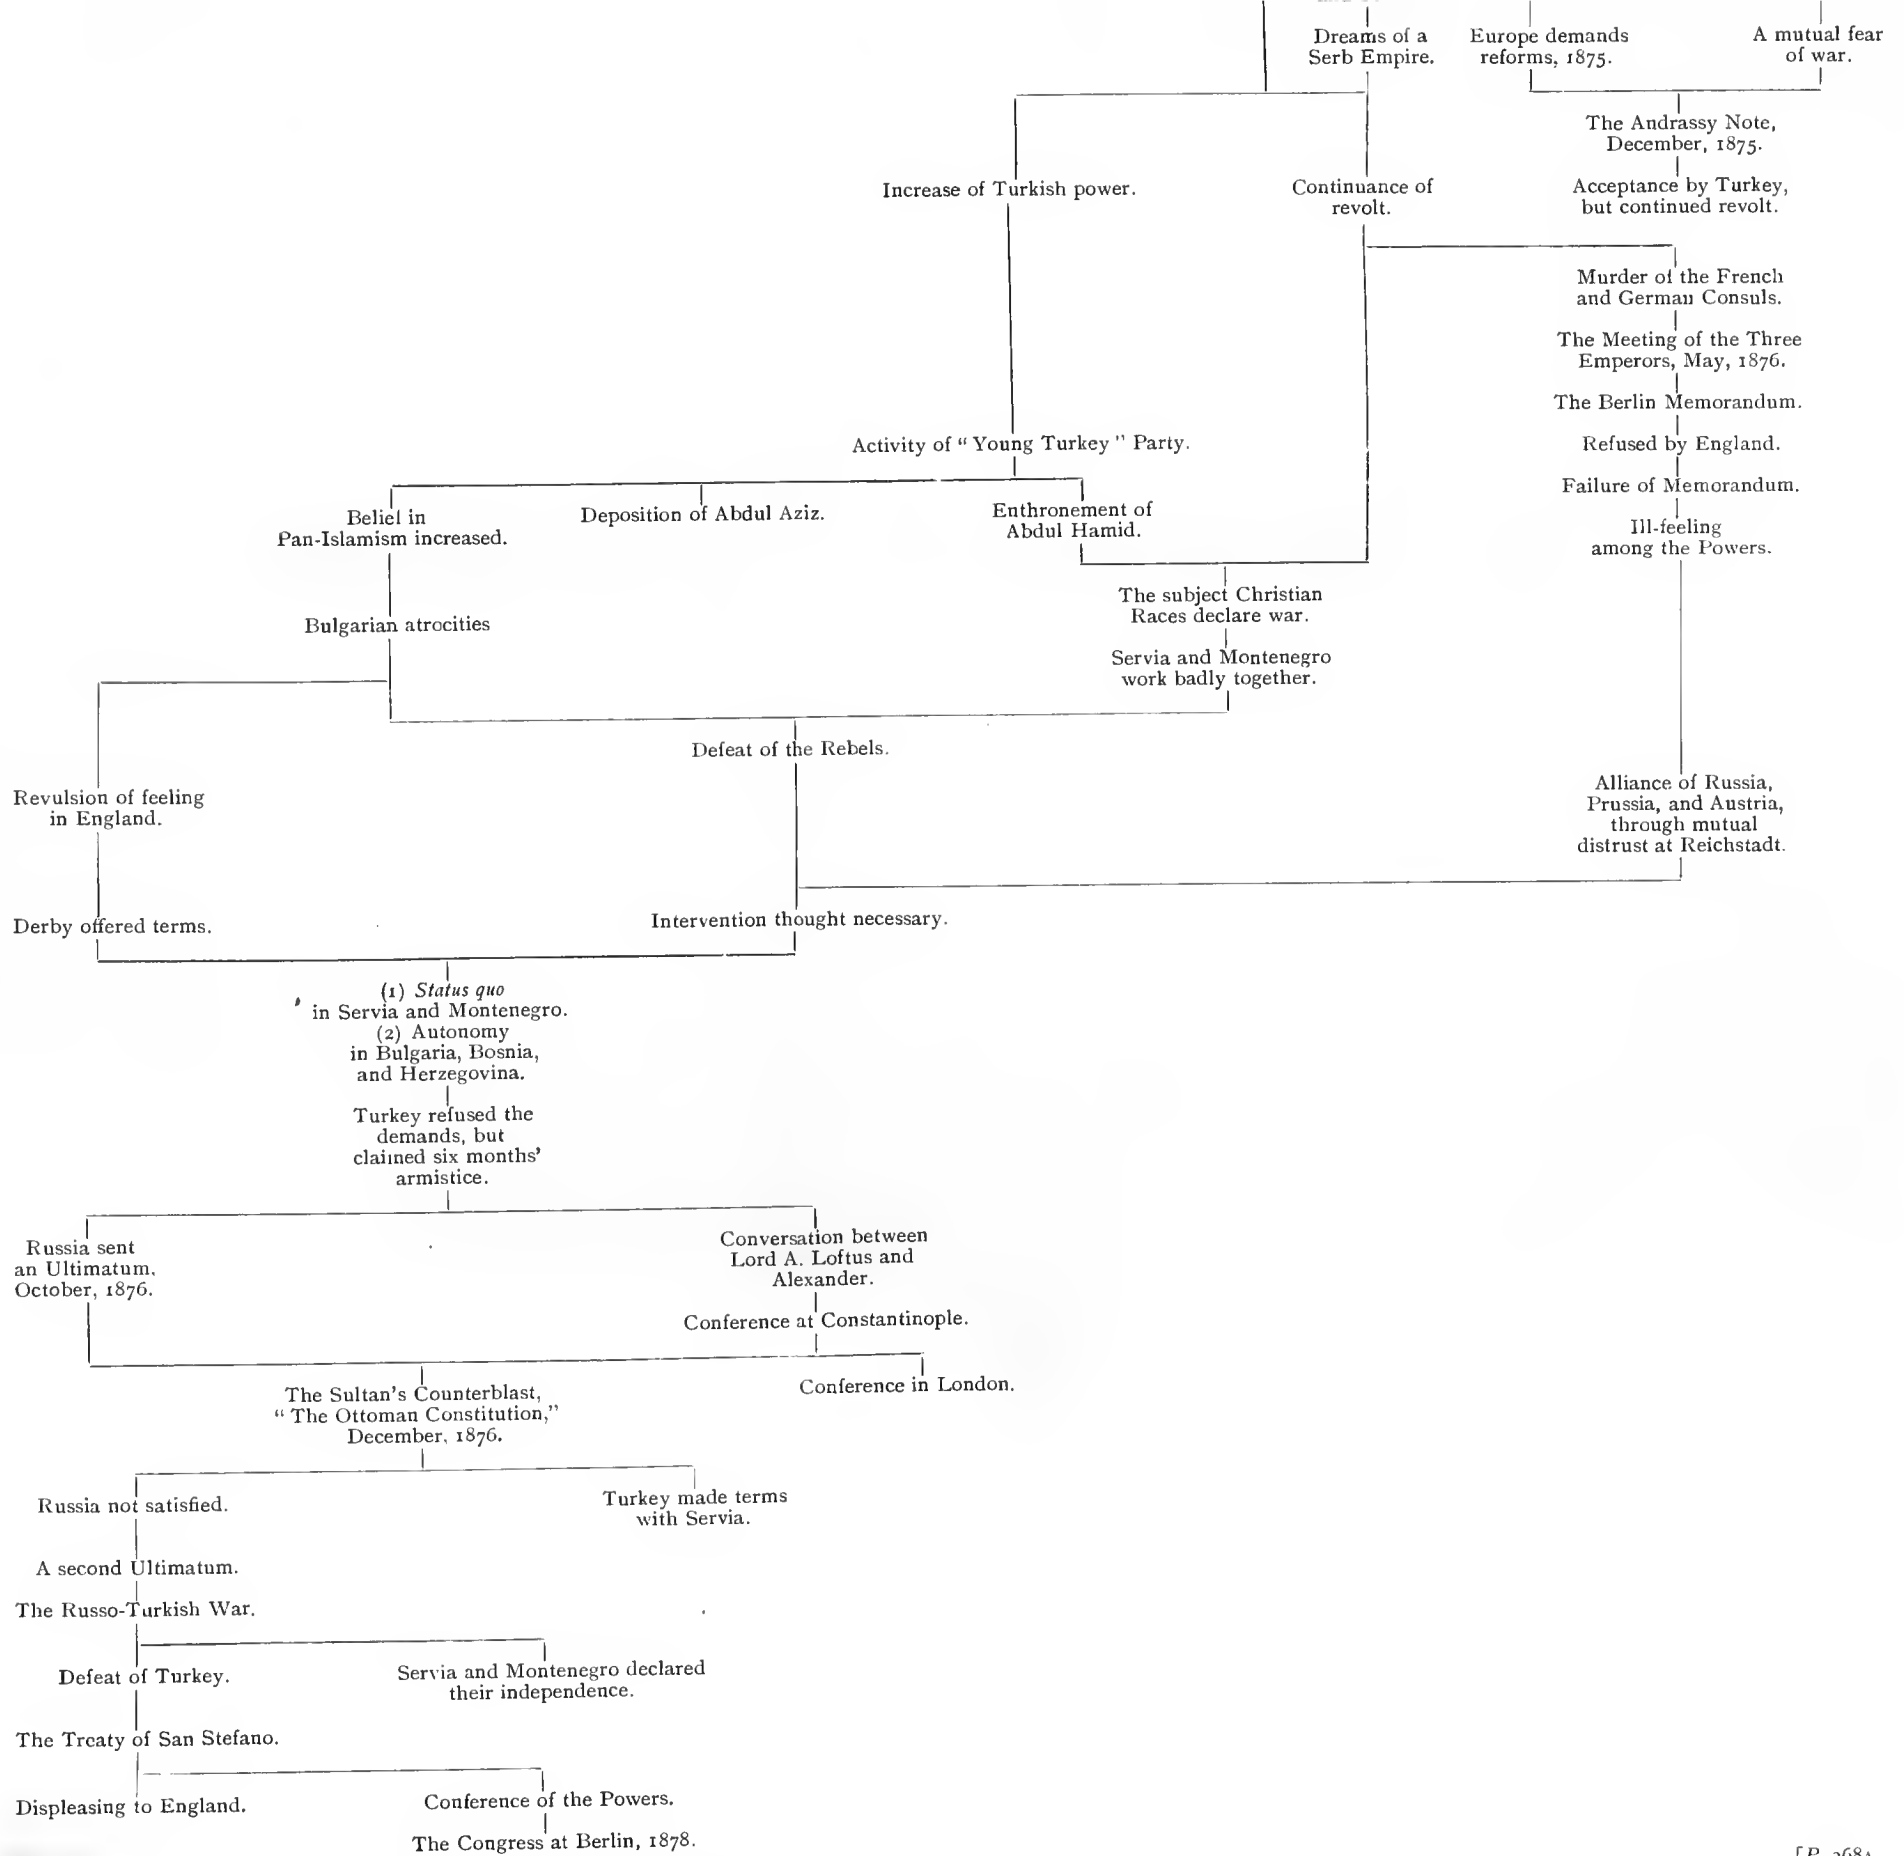 Dreams of a
Serb Empire.
Europe demands
reforms, 1875.
A mutual fear
of war.
The Andrassy Note,
December, 1875.
Increase of Turkish power.
Continuance of
revolt.
Acceptance by Turkey,
but continued revolt.
Murder of the French
and German Consuls.
The Meeting of the Three
Emperors, May, 1876.
The Berlin Memorandum.
Activity of “Young Turkey” Party.
Refused by England.
Failure of Memorandum.
Belief in
Pan-Islamism increased.
Deposition of Abdul Aziz.
Enthronement of
Abdul Hamid.
Ill-feeling
among the Powers.
The subject Christian
Races declare war.
Bulgarian atrocities
Servia and Montenegro
work badly together.
Defeat of the Rebels.
Revulsion of feeling
in England.
Alliance of Russia,
Prussia, and Austria,
through mutual
distrust at Reichstadt.
Derby offered terms.
Intervention thought necessary.
(1) Status quo
in Servia and Montenegro.
(2) Autonomy
in Bulgaria, Bosnia,
and Herzegovina.
Turkey refused the
demands, but
claimed six months’
armistice.
Russia sent
an Ultimatum,
October, 1876.
Conversation between
Lord A. Loftus and
Alexander.
Conference at Constantinople.
The Sultan’s Counterblast,
“The Ottoman Constitution,”
December, 1876.
Conference in London.
Russia not satisfied.
Turkey made terms
with Servia.
A second Ultimatum.
The Russo-Turkish War.
Defeat of Turkey.
Servia and Montenegro declared
their independence.
The Treaty of San Stefano.
Displeasing to England.
Conference of the Powers.
The Congress at Berlin, 1878.